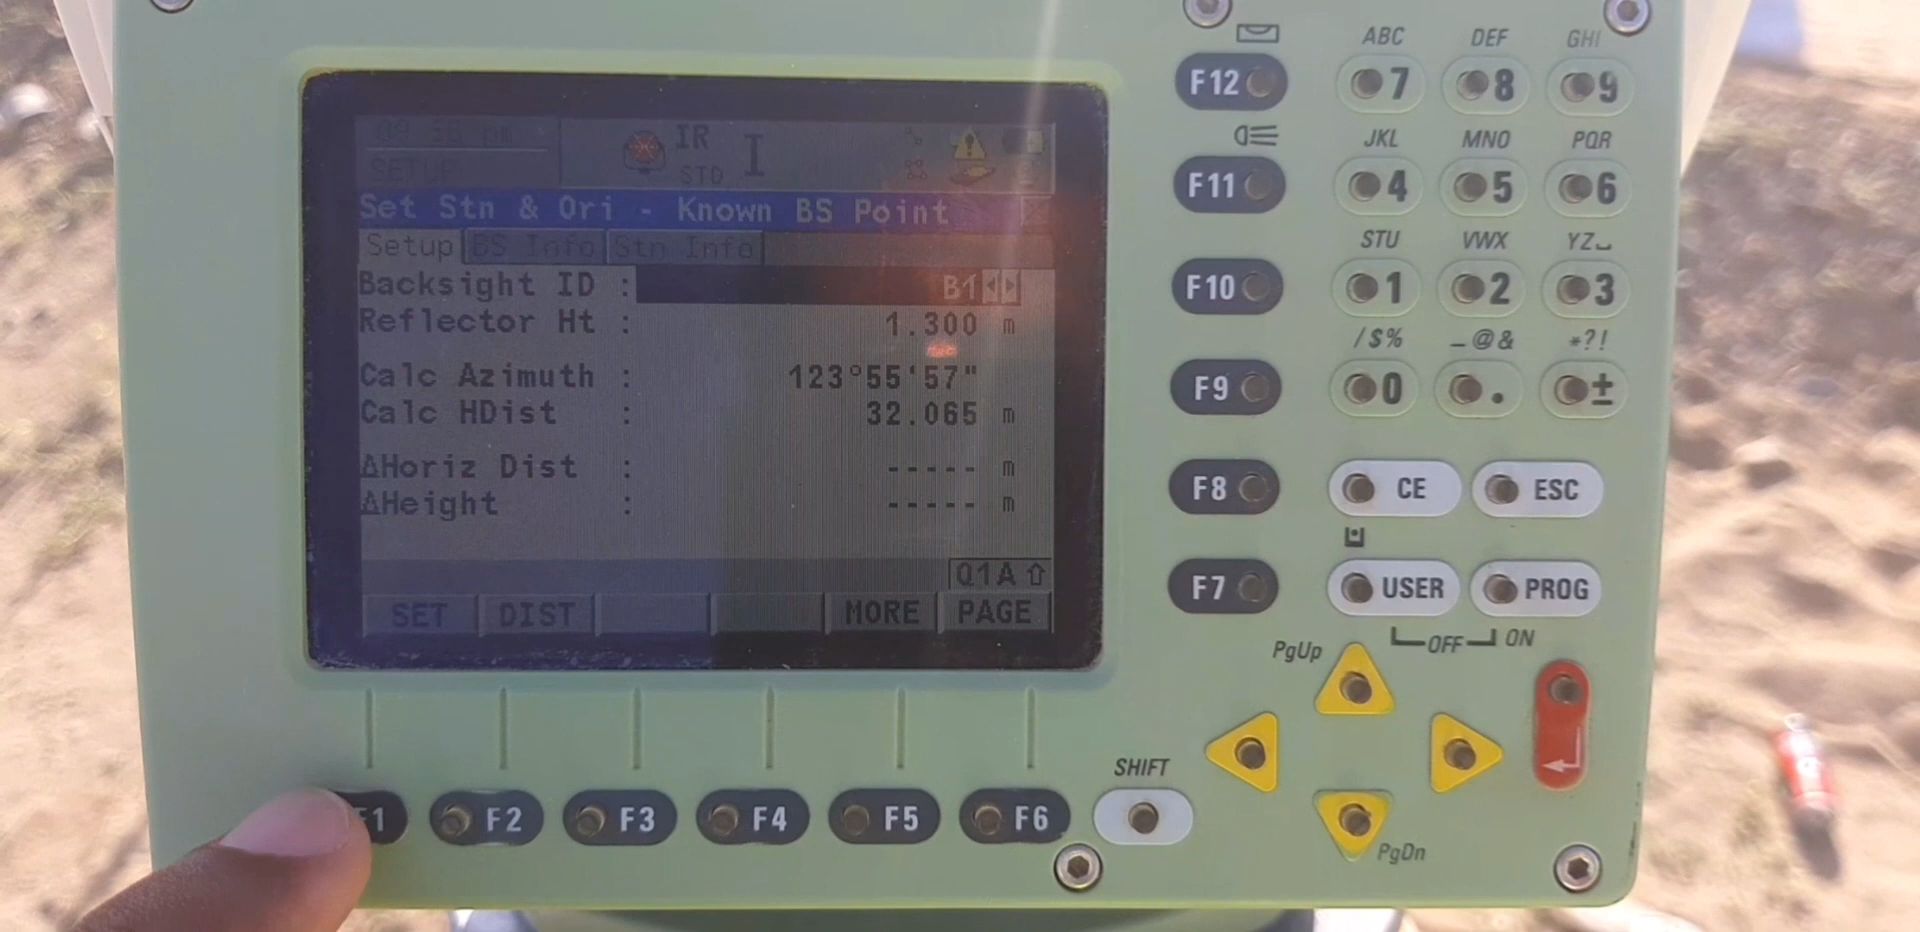 IR
STD
I
SETUP
Set Stn & Ori - Known BS Point
Setup BS Info Stn Info
Backsight ID : B1
Reflector Ht : 1.300 m
Calc Azimuth : 123°55'57"
Calc HDist : 32.065 m
ΔHoriz Dist : ----- m
ΔHeight : ----- m
Q1A⇧
SET DIST MORE PAGE
F1 F2 F3 F4 F5 F6 SHIFT
F12 ABC 7 DEF 8 GHI 9
F11 JKL 4 MNO 5 PQR 6
F10 STU 1 VWX 2 YZ⎵ 3
F9 /$% 0 _@& . *?! ±
F8 CE ESC
F7 USER PROG
OFF ON
PgUp
PgDn